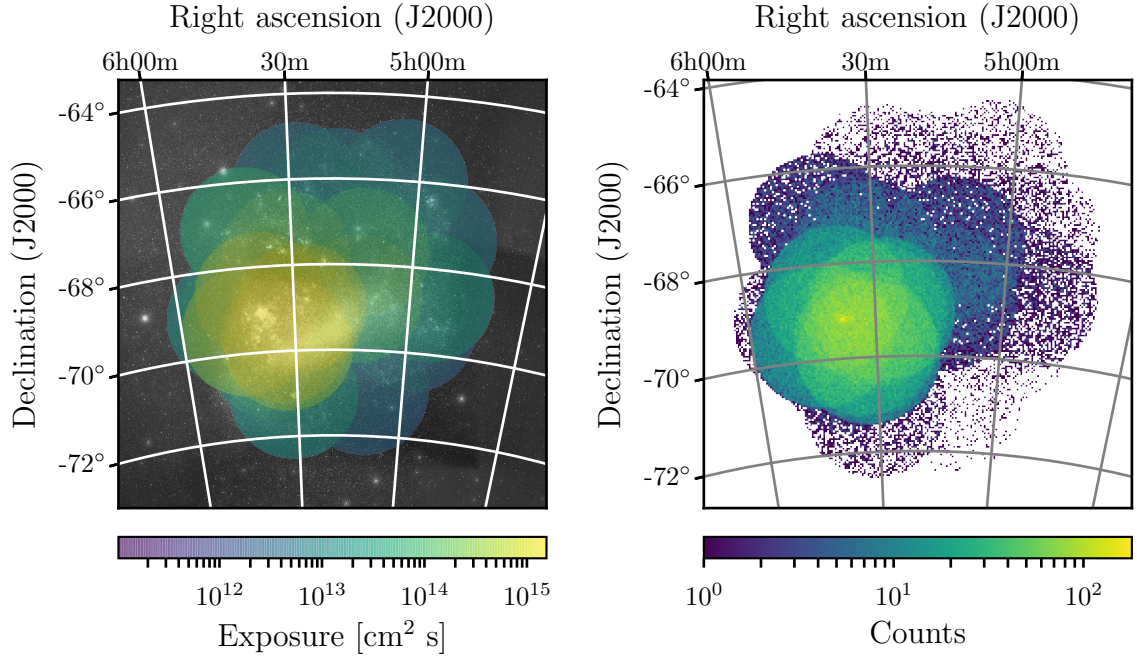 Right ascension (J2000)
6h00m 30m 5h00m
Declination (J2000)
-64°
-66°
-68°
-70°
-72°
10¹² 10¹³ 10¹⁴ 10¹⁵
Exposure [cm² s]
Right ascension (J2000)
6h00m 30m 5h00m
Declination (J2000)
-64°
-66°
-68°
-70°
-72°
10⁰ 10¹ 10²
Counts